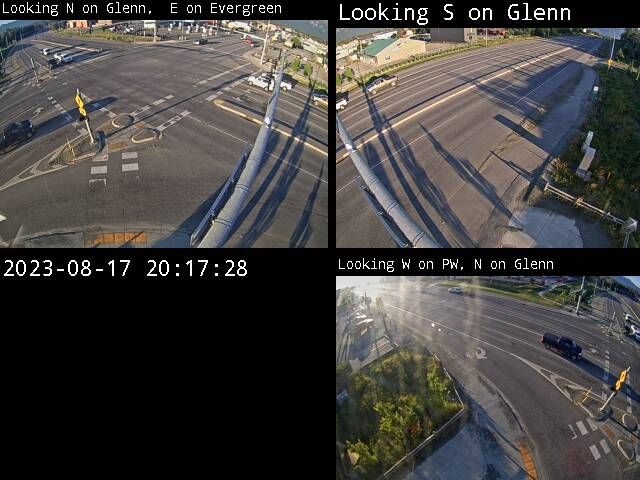 Looking N on Glenn, E on Evergreen
Looking S on Glenn
2023-08-17 20:17:28
Looking W on PW, N on Glenn